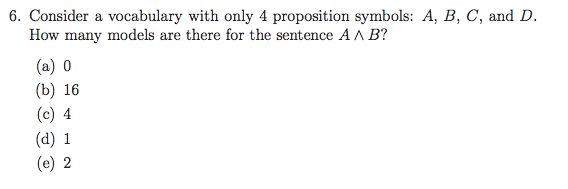 6. Consider a vocabulary with only 4 proposition symbols: A, B, C, and D.
How many models are there for the sentence A ∧ B?
(a) 0
(b) 16
(c) 4
(d) 1
(e) 2